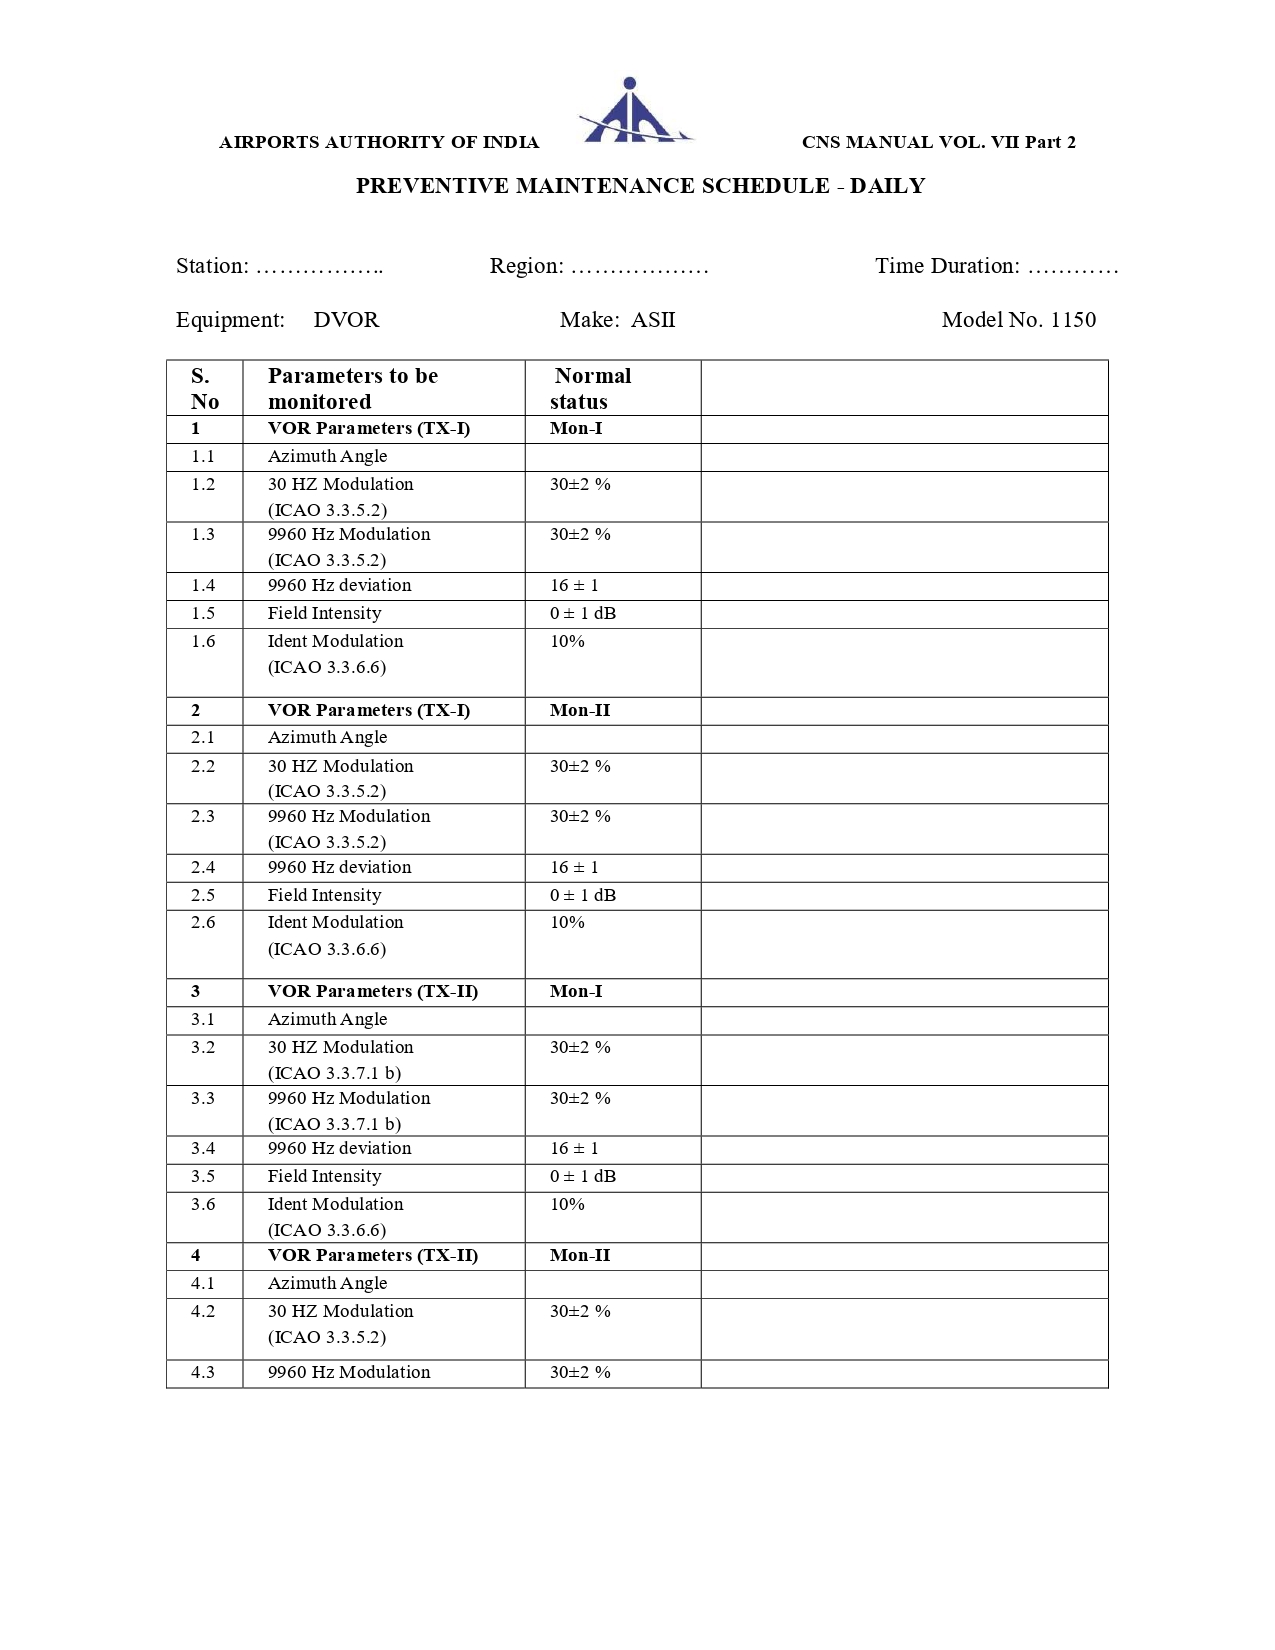 AIRPORTS AUTHORITY OF INDIA CNS MANUAL VOL. VII Part 2
PREVENTIVE MAINTENANCE SCHEDULE - DAILY
Station: …………….. Region: ……………… Time Duration: …………
Equipment: DVOR Make: ASII Model No. 1150
S. Parameters to be Normal
No monitored status
1 VOR Parameters (TX-I) Mon-I
1.1 Azimuth Angle
1.2 30 HZ Modulation 30±2 %
(ICAO 3.3.5.2)
1.3 9960 Hz Modulation 30±2 %
(ICAO 3.3.5.2)
1.4 9960 Hz deviation 16 ± 1
1.5 Field Intensity 0 ± 1 dB
1.6 Ident Modulation 10%
(ICAO 3.3.6.6)
2 VOR Parameters (TX-I) Mon-II
2.1 Azimuth Angle
2.2 30 HZ Modulation 30±2 %
(ICAO 3.3.5.2)
2.3 9960 Hz Modulation 30±2 %
(ICAO 3.3.5.2)
2.4 9960 Hz deviation 16 ± 1
2.5 Field Intensity 0 ± 1 dB
2.6 Ident Modulation 10%
(ICAO 3.3.6.6)
3 VOR Parameters (TX-II) Mon-I
3.1 Azimuth Angle
3.2 30 HZ Modulation 30±2 %
(ICAO 3.3.7.1 b)
3.3 9960 Hz Modulation 30±2 %
(ICAO 3.3.7.1 b)
3.4 9960 Hz deviation 16 ± 1
3.5 Field Intensity 0 ± 1 dB
3.6 Ident Modulation 10%
(ICAO 3.3.6.6)
4 VOR Parameters (TX-II) Mon-II
4.1 Azimuth Angle
4.2 30 HZ Modulation 30±2 %
(ICAO 3.3.5.2)
4.3 9960 Hz Modulation 30±2 %